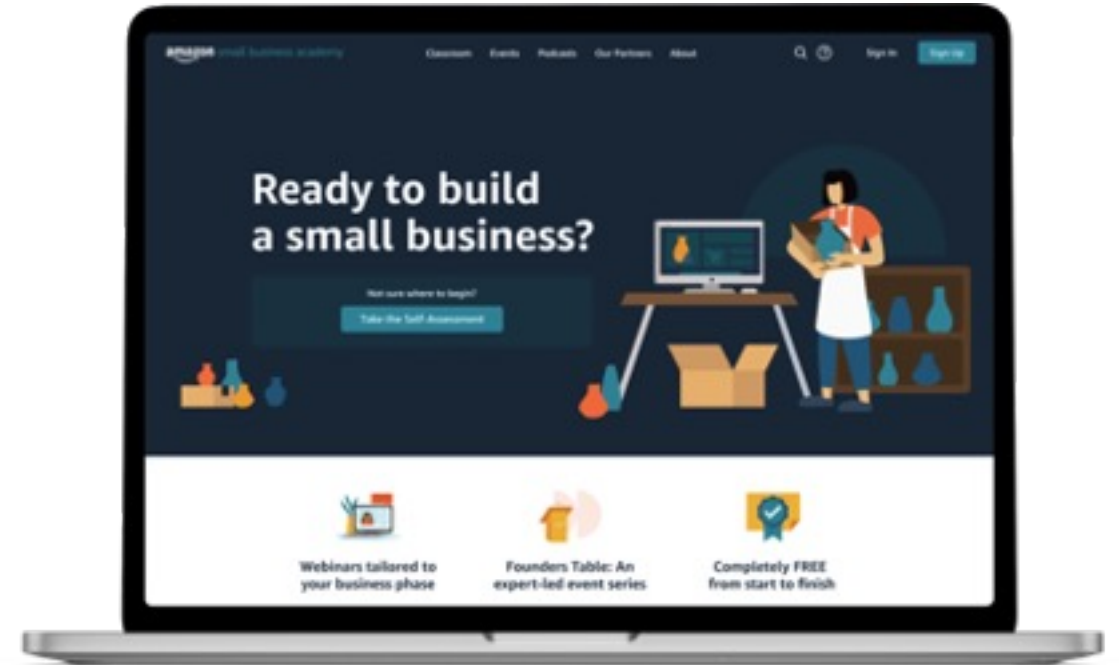 amazon small business academy
Classroom Events Podcasts Our Partners About
Sign In Sign Up
Ready to build
a small business?
Not sure where to begin?
Take the Self-Assessment
Webinars tailored to
your business phase
Founders Table: An
expert-led event series
Completely FREE
from start to finish